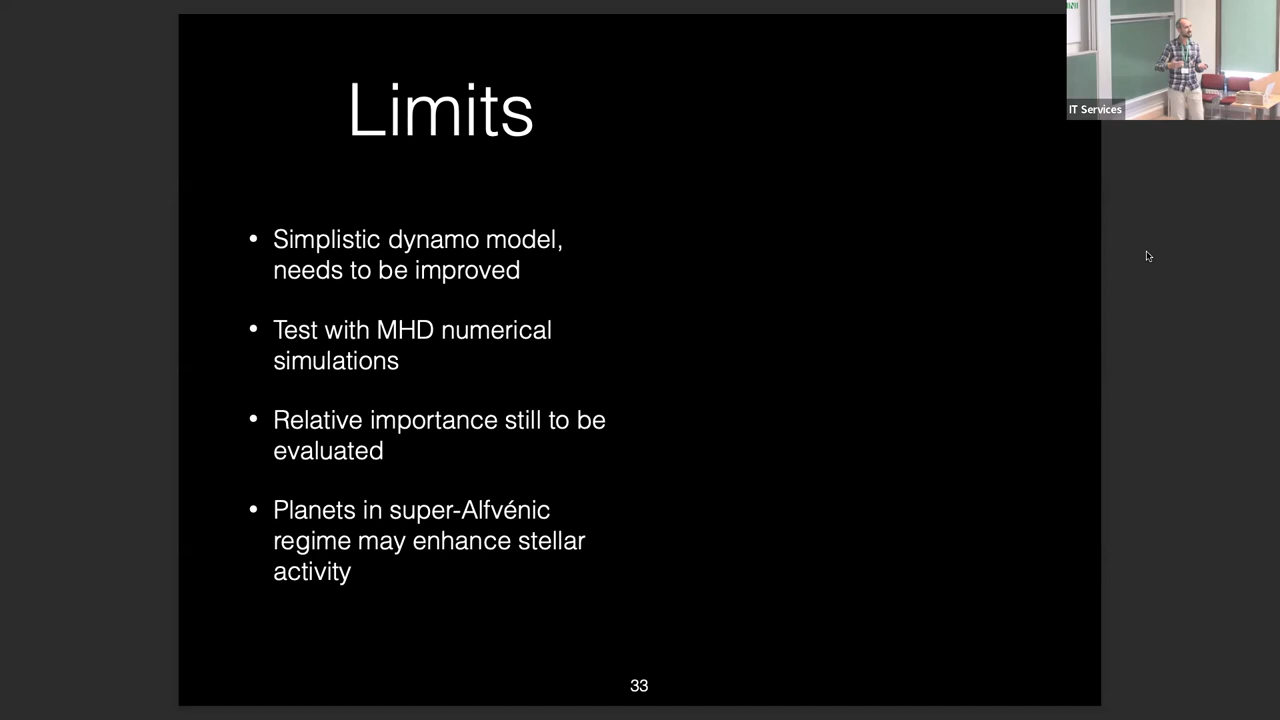 Limits
IT Services
• Simplistic dynamo model,
needs to be improved
• Test with MHD numerical
simulations
• Relative importance still to be
evaluated
• Planets in super-Alfvénic
regime may enhance stellar
activity
33